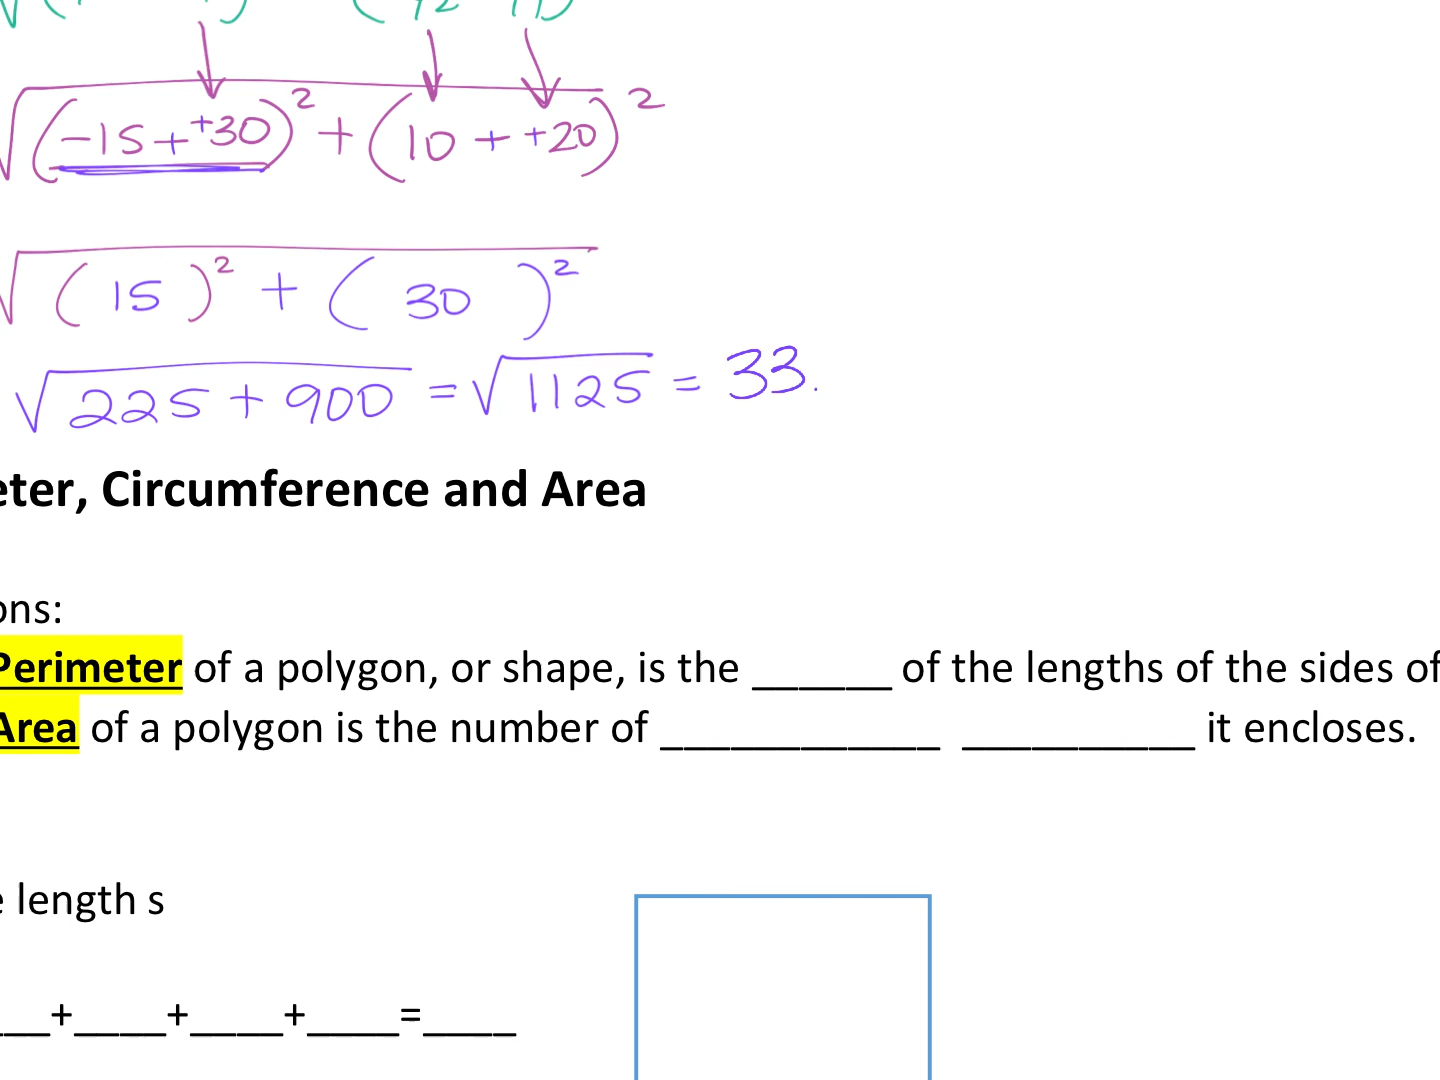 √(-15 + +30)² + (10 + +20)²
√(15)² + (30)²
√225 + 900 = √1125 = 33.
eter, Circumference and Area
ons:
Perimeter of a polygon, or shape, is the ______ of the lengths of the sides of
Area of a polygon is the number of ____________ __________ it encloses.
e length s
__+____+____+____=____